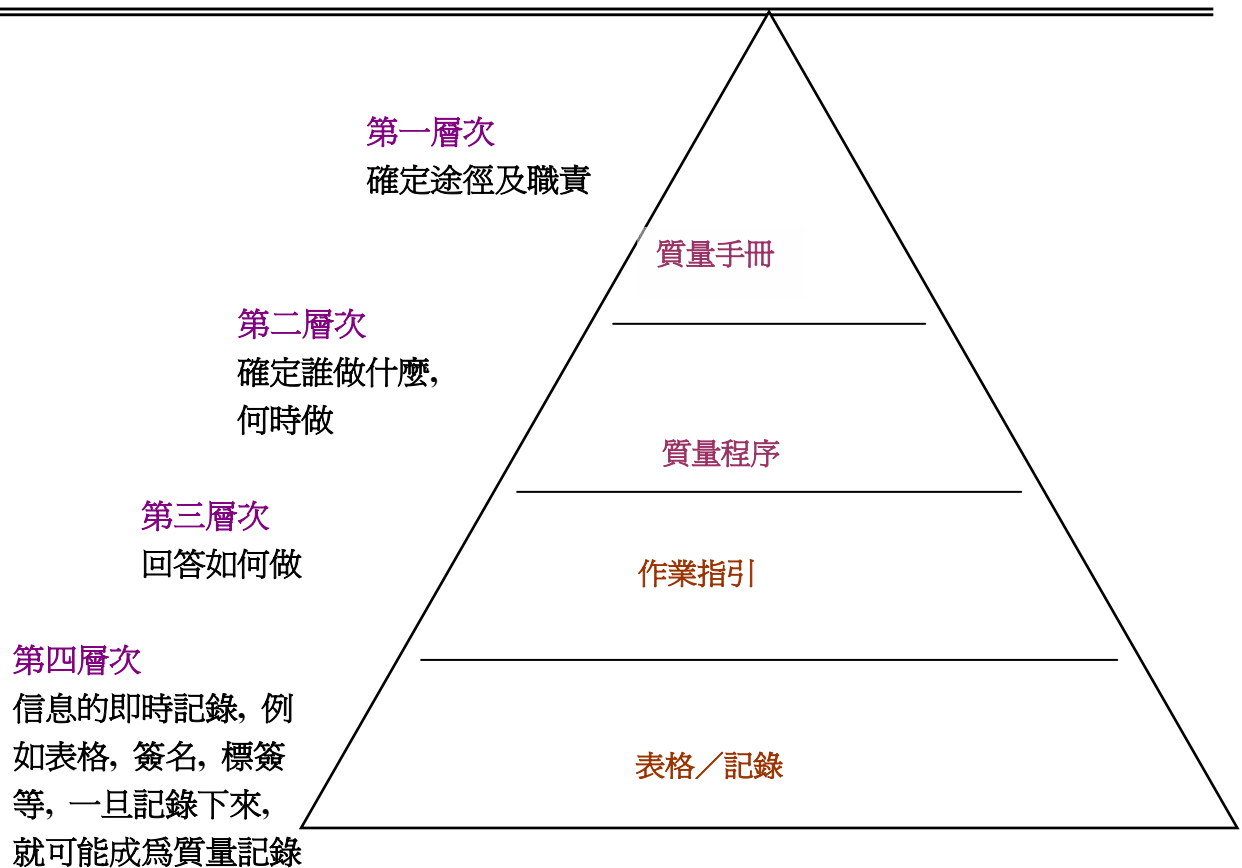 第一層次
確定途徑及職責
質量手冊
第二層次
確定誰做什麼,
何時做
質量程序
第三層次
回答如何做
作業指引
第四層次
信息的即時記錄, 例
如表格, 簽名, 標簽
等, 一旦記錄下來,
就可能成爲質量記錄
表格／記錄